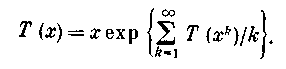 T (x) = x exp { ∑_{k=1}^{∞} T (x^k)/k }.